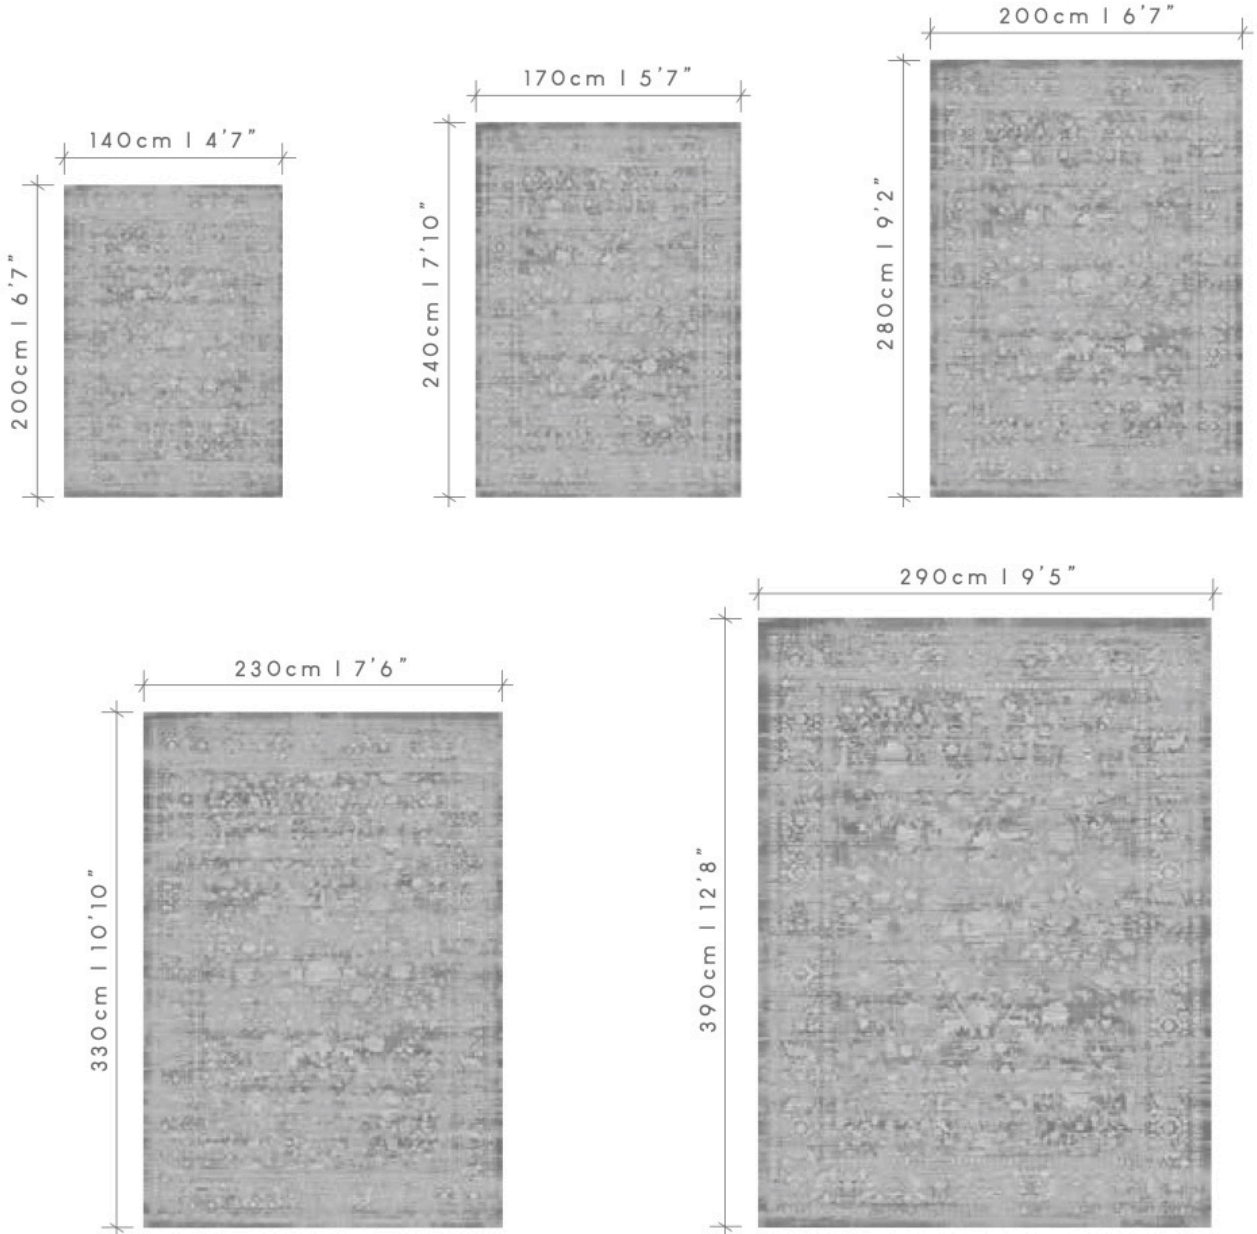 200cm | 6'7"
170cm | 5'7"
140cm | 4'7"
280cm | 9'2"
240cm | 7'10"
200cm | 6'7"
290cm | 9'5"
230cm | 7'6"
390cm | 12'8"
330cm | 10'10"